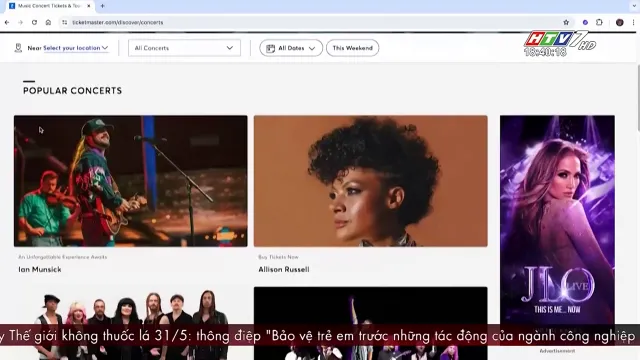 Music Concert Tickets & Tour
ticketmaster.com/discover/concerts
HTV7 HD
18:40:18
Near Select your location
All Concerts
All Dates
This Weekend
POPULAR CONCERTS
An Unforgettable Experience Awaits
Ian Munsick
Buy Tickets Now
Allison Russell
JLO
LIVE
THIS IS ME... NOW
Advertisement
y Thế giới không thuốc lá 31/5: thông điệp "Bảo vệ trẻ em trước những tác động của ngành công nghiệp